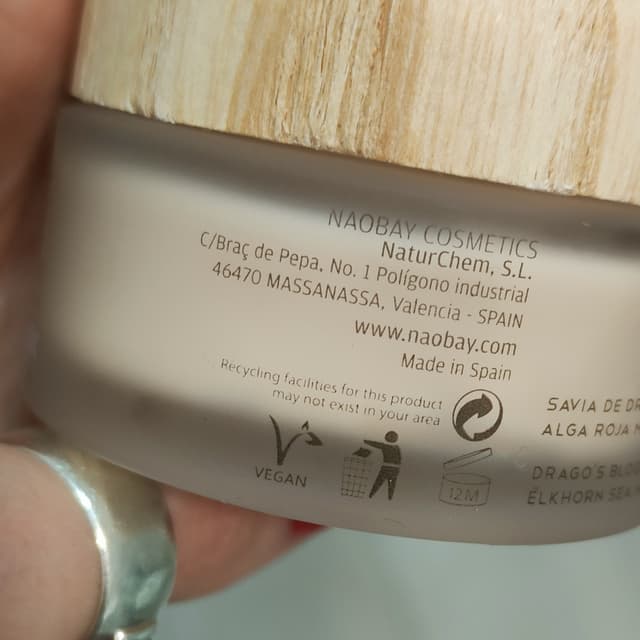 NAOBAY COSMETICS
NaturChem, S.L.
C/Braç de Pepa, No. 1 Polígono industrial
46470 MASSANASSA, Valencia - SPAIN
www.naobay.com
Made in Spain
Recycling facilities for this product
may not exist in your area
VEGAN
12M
SAVIA DE
ALGA ROJA
DRAGO'S
ELKHORN SEA